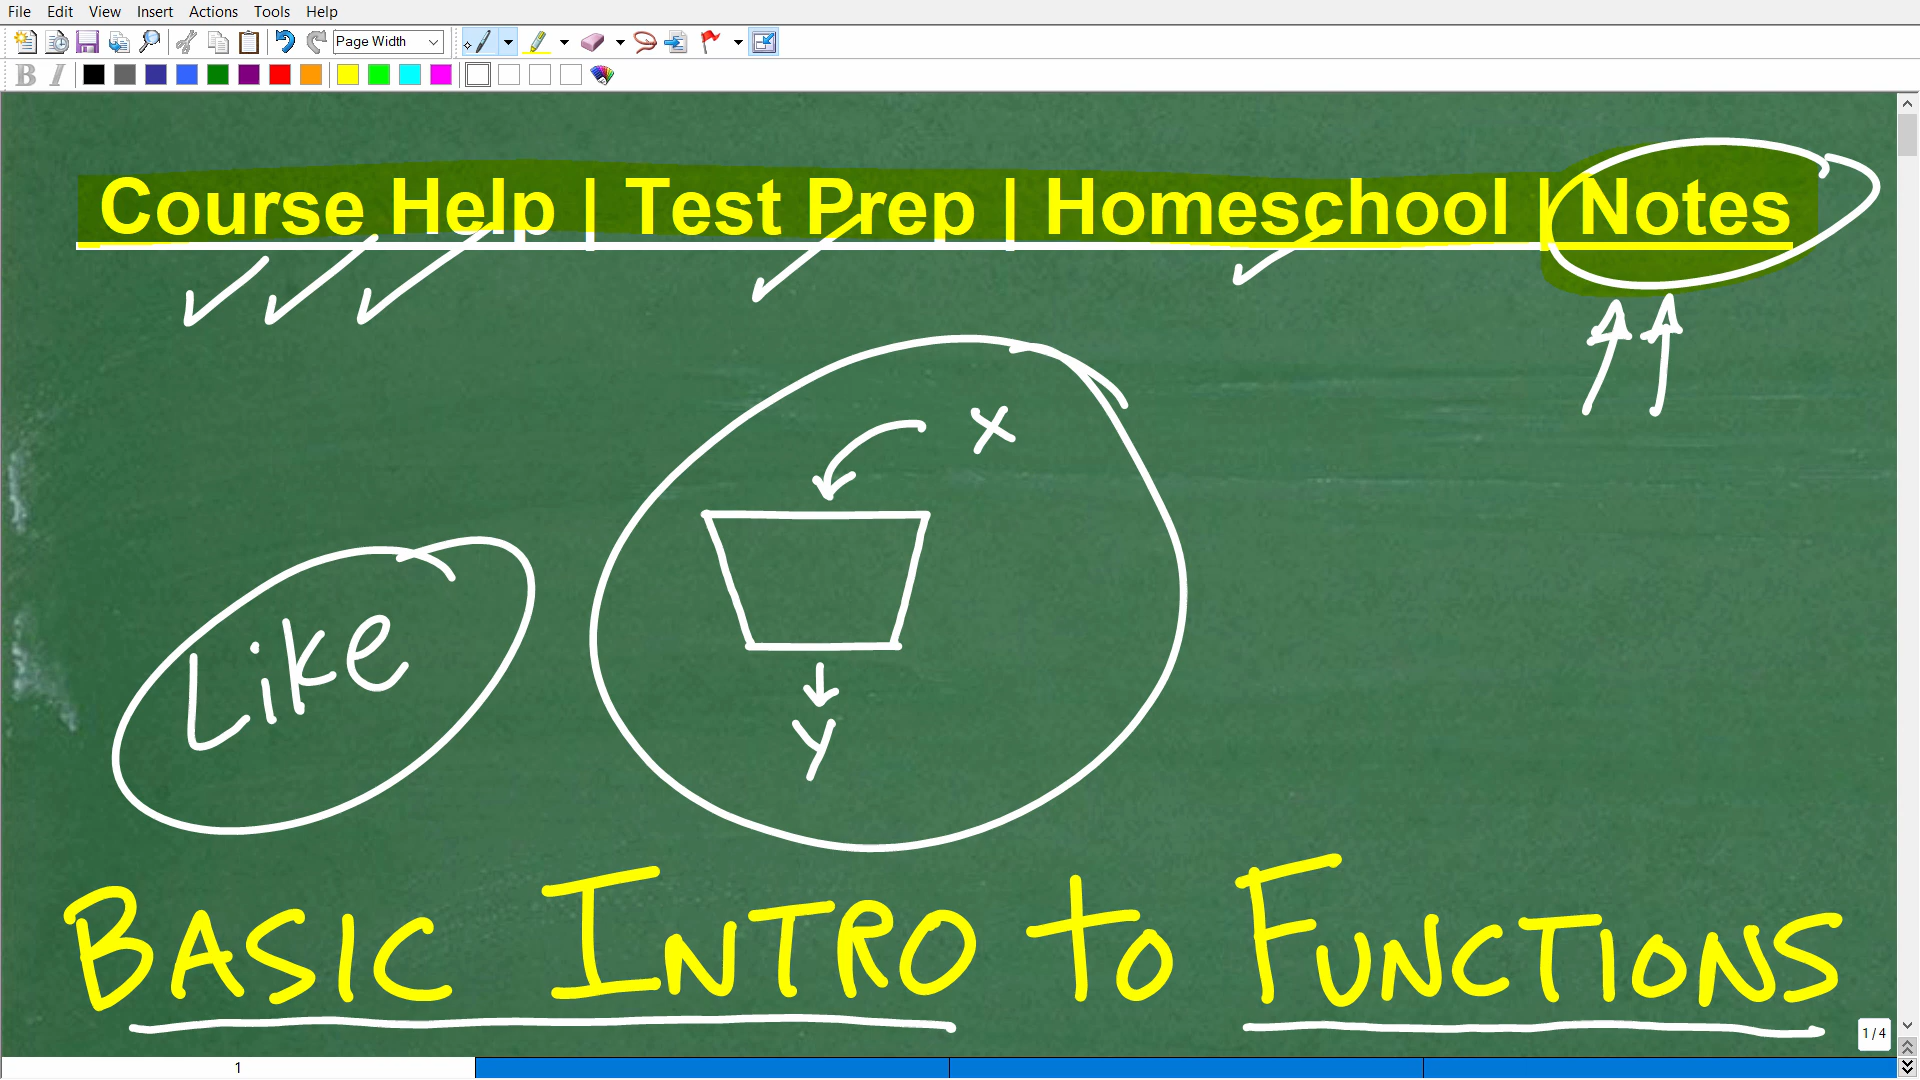 File Edit View Insert Actions Tools Help
Page Width
B I
Course Help | Test Prep | Homeschool | Notes
x
Like
y
BASIC INTRO to FUNCTIONS
1 / 4
1